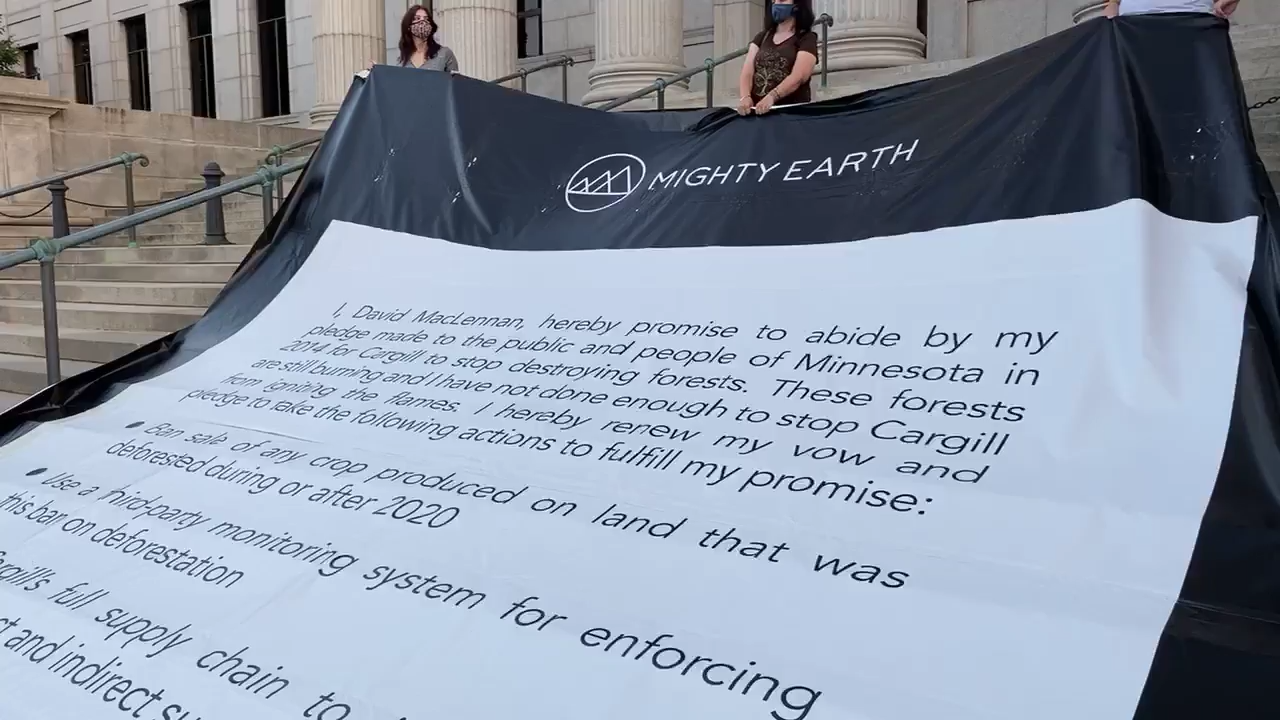 MIGHTY EARTH
I, David MacLennan, hereby promise to abide by my
pledge made to the public and people of Minnesota in
2014 for Cargill to stop destroying forests. These forests
are still burning and I have not done enough to stop Cargill
from igniting the flames. I hereby renew my vow and
pledge to take the following actions to fulfill my promise:
● Ban sale of any crop produced on land that was
deforested during or after 2020
● Use a third-party monitoring system for enforcing
this ban on deforestation
full supply chain to
and indirect